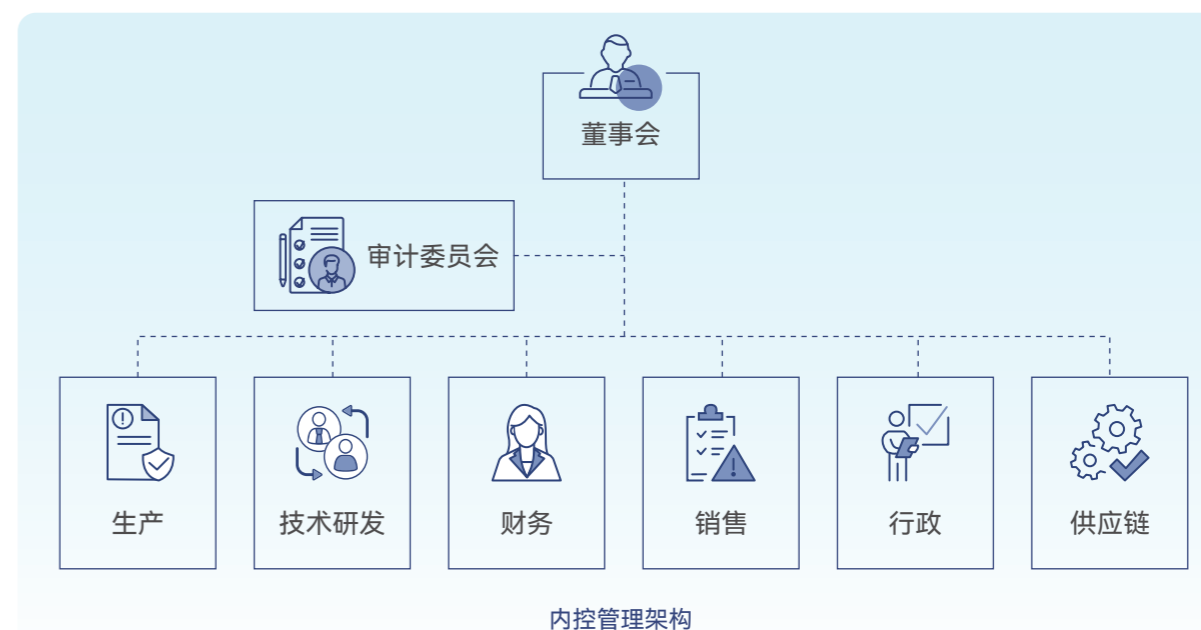 董事会
审计委员会
生产
技术研发
财务
销售
行政
供应链
内控管理架构